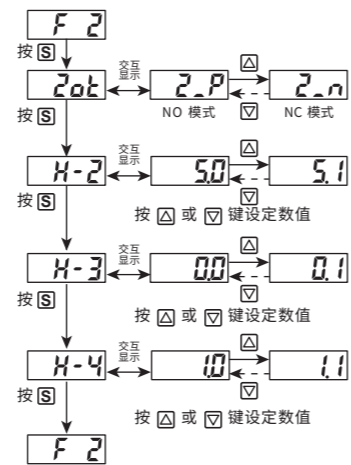 F 2
按 S
2ot 交互显示 2_P △ 2_n
NO 模式 ▽ NC 模式
按 S
H-2 交互显示 5.0 △ 5.1
▽
按 S 按 △ 或 ▽ 键设定数值
H-3 交互显示 0.0 △ 0.1
▽
按 S 按 △ 或 ▽ 键设定数值
H-4 交互显示 1.0 △ 1.1
▽
按 S 按 △ 或 ▽ 键设定数值
F 2